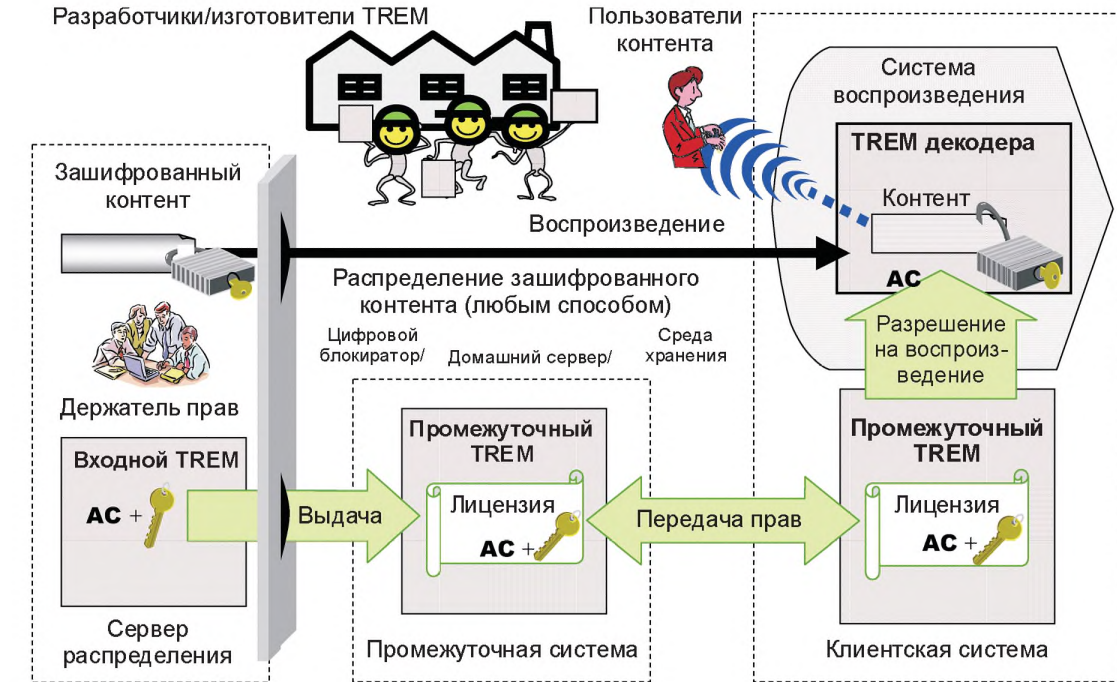 Разработчики/изготовители TREM
Пользователи
контента
Система
воспроизведения
TREM декодера
Контент
AC
Зашифрованный
контент
Воспроизведение
Распределение зашифрованного
контента (любым способом)
Цифровой
блокиратор/
Домашний сервер/
Среда
хранения
Разрешение
на воспроиз-
ведение
Держатель прав
Входной TREM
AC +
Выдача
Промежуточный
TREM
Лицензия
AC +
Передача прав
Промежуточный
TREM
Лицензия
AC +
Сервер
распределения
Промежуточная система
Клиентская система